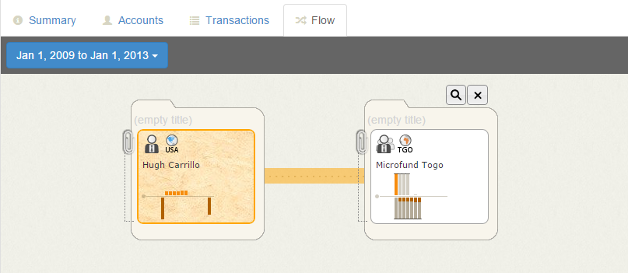 Summary
Accounts
Transactions
Flow
Jan 1, 2009 to Jan 1, 2013
(empty title)
USA
Hugh Carrillo
(empty title)
TGO
Microfund Togo